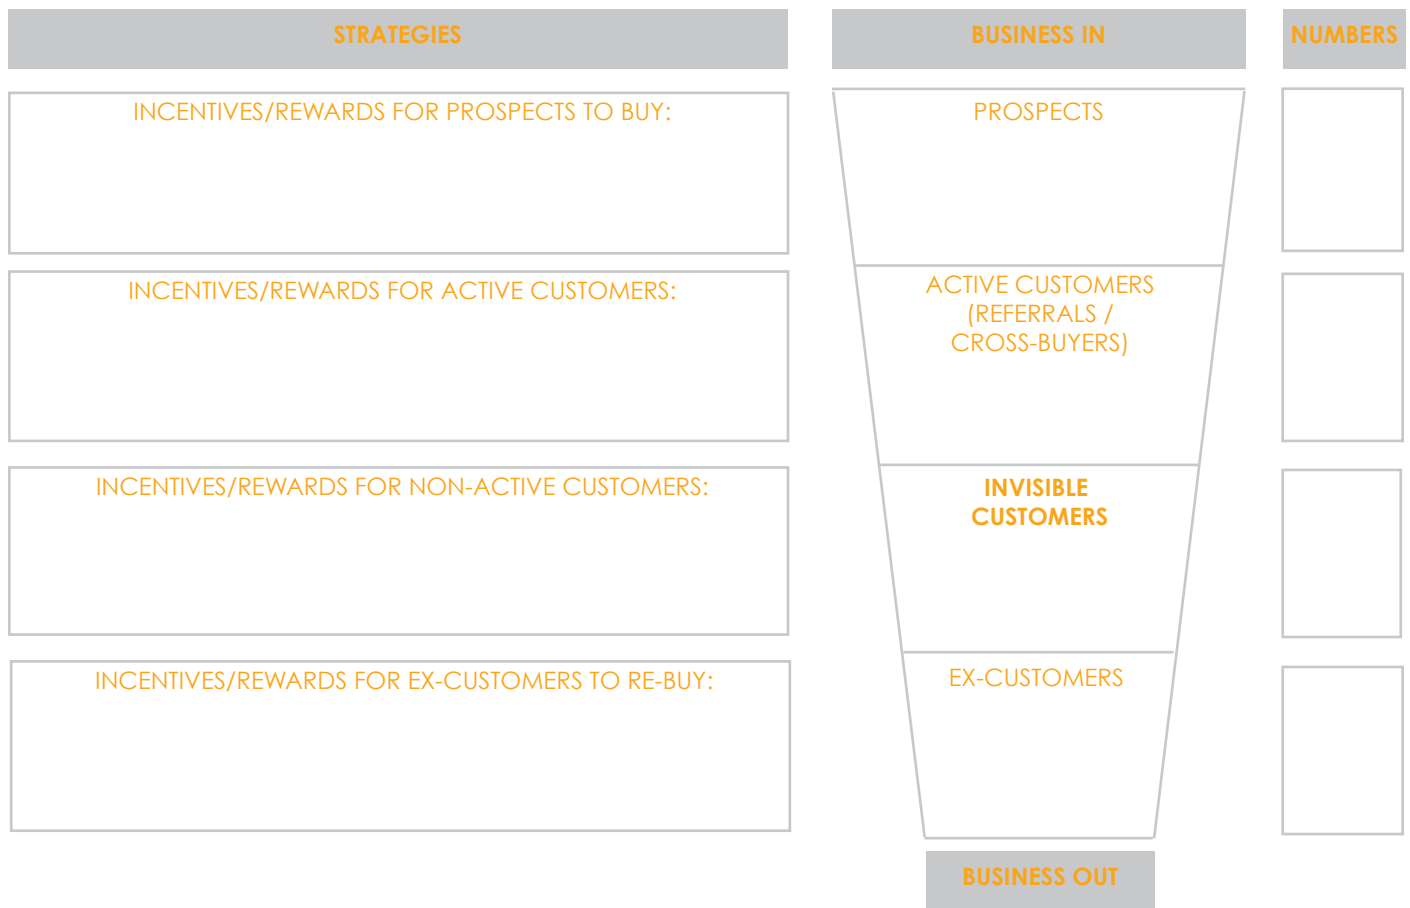 STRATEGIES
BUSINESS IN
NUMBERS
INCENTIVES/REWARDS FOR PROSPECTS TO BUY:
PROSPECTS
INCENTIVES/REWARDS FOR ACTIVE CUSTOMERS:
ACTIVE CUSTOMERS
(REFERRALS /
CROSS-BUYERS)
INCENTIVES/REWARDS FOR NON-ACTIVE CUSTOMERS:
INVISIBLE
CUSTOMERS
INCENTIVES/REWARDS FOR EX-CUSTOMERS TO RE-BUY:
EX-CUSTOMERS
BUSINESS OUT